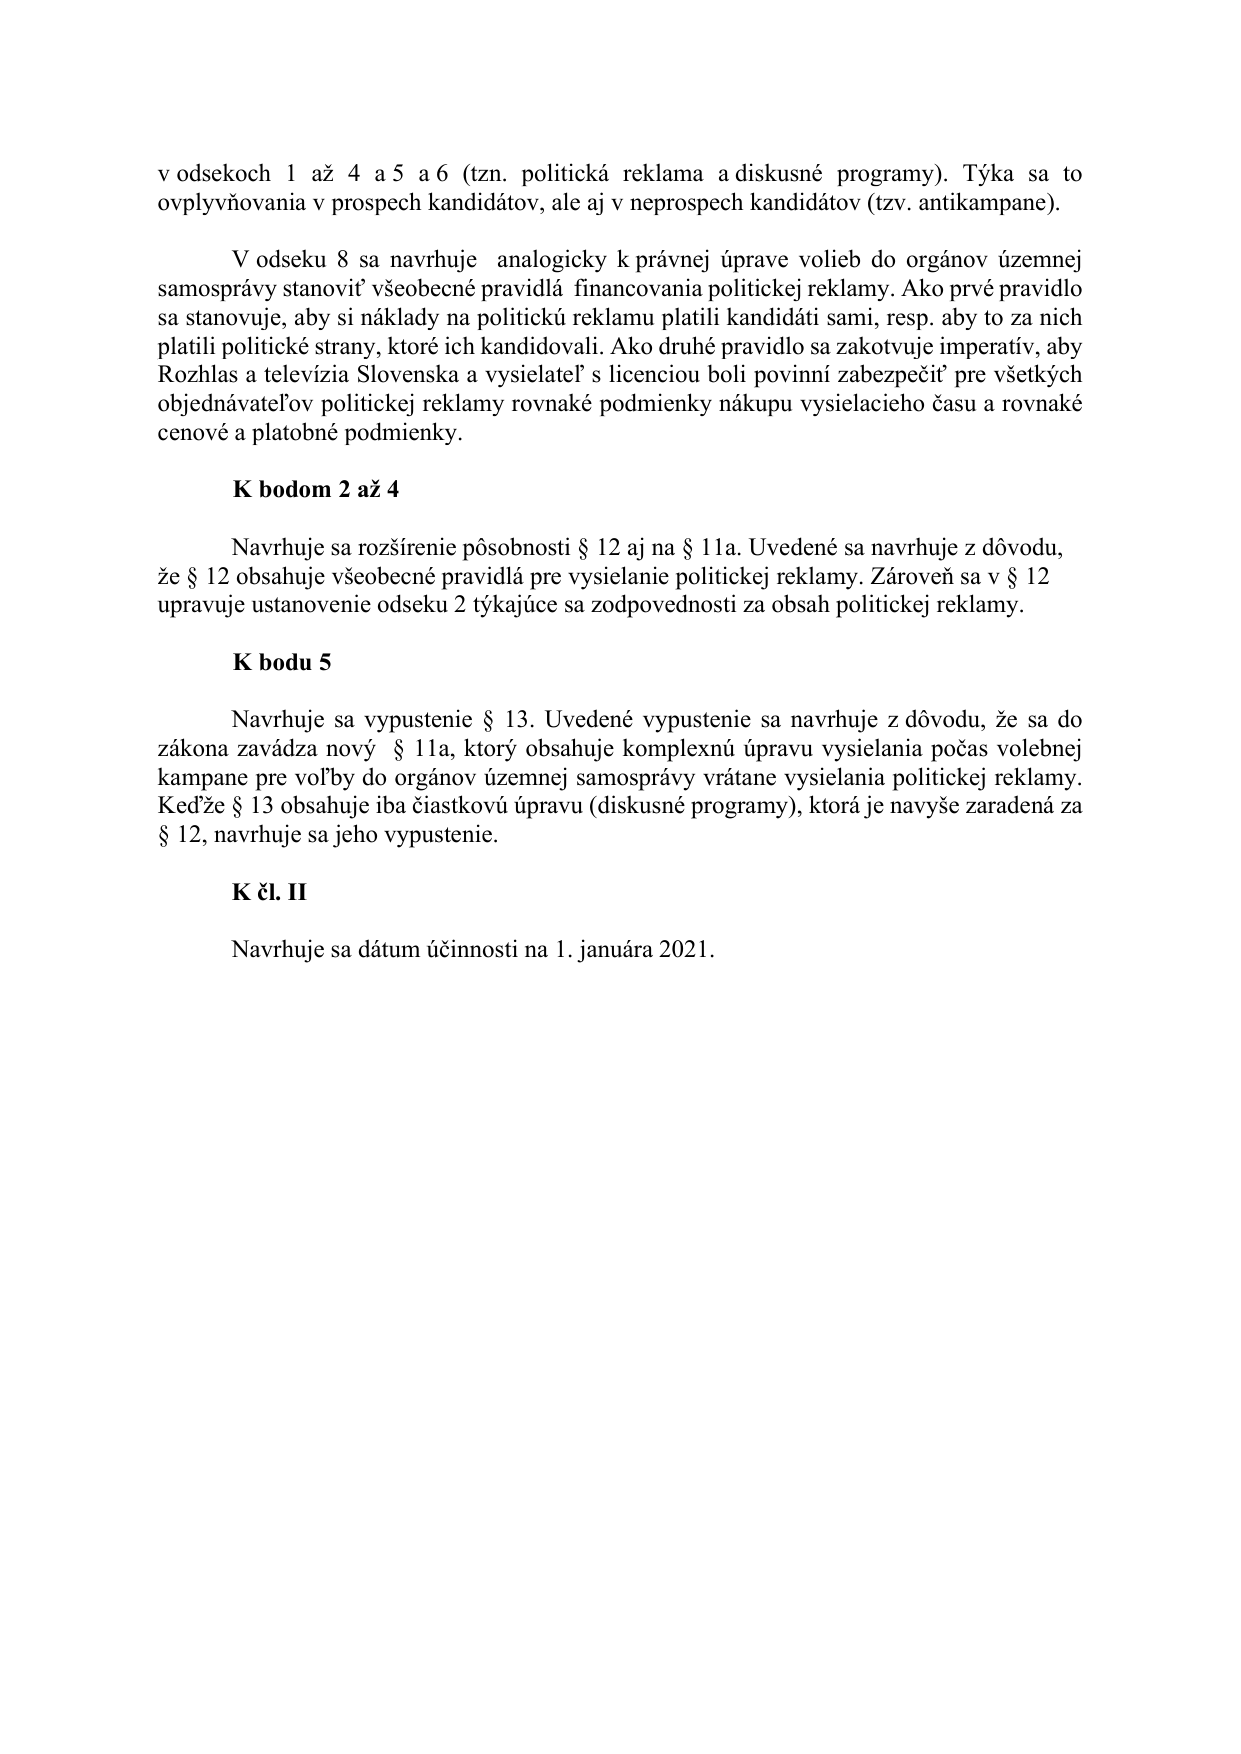 v odsekoch 1 až 4 a 5 a 6 (tzn. politická reklama a diskusné programy). Týka sa to
ovplyvňovania v prospech kandidátov, ale aj v neprospech kandidátov (tzv. antikampane).
V odseku 8 sa navrhuje analogicky k právnej úprave volieb do orgánov územnej
samosprávy stanoviť všeobecné pravidlá financovania politickej reklamy. Ako prvé pravidlo
sa stanovuje, aby si náklady na politickú reklamu platili kandidáti sami, resp. aby to za nich
platili politické strany, ktoré ich kandidovali. Ako druhé pravidlo sa zakotvuje imperatív, aby
Rozhlas a televízia Slovenska a vysielateľ s licenciou boli povinní zabezpečiť pre všetkých
objednávateľov politickej reklamy rovnaké podmienky nákupu vysielacieho času a rovnaké
cenové a platobné podmienky.
K bodom 2 až 4
Navrhuje sa rozšírenie pôsobnosti § 12 aj na § 11a. Uvedené sa navrhuje z dôvodu,
že § 12 obsahuje všeobecné pravidlá pre vysielanie politickej reklamy. Zároveň sa v § 12
upravuje ustanovenie odseku 2 týkajúce sa zodpovednosti za obsah politickej reklamy.
K bodu 5
Navrhuje sa vypustenie § 13. Uvedené vypustenie sa navrhuje z dôvodu, že sa do
zákona zavádza nový § 11a, ktorý obsahuje komplexnú úpravu vysielania počas volebnej
kampane pre voľby do orgánov územnej samosprávy vrátane vysielania politickej reklamy.
Keďže § 13 obsahuje iba čiastkovú úpravu (diskusné programy), ktorá je navyše zaradená za
§ 12, navrhuje sa jeho vypustenie.
K čl. II
Navrhuje sa dátum účinnosti na 1. januára 2021.